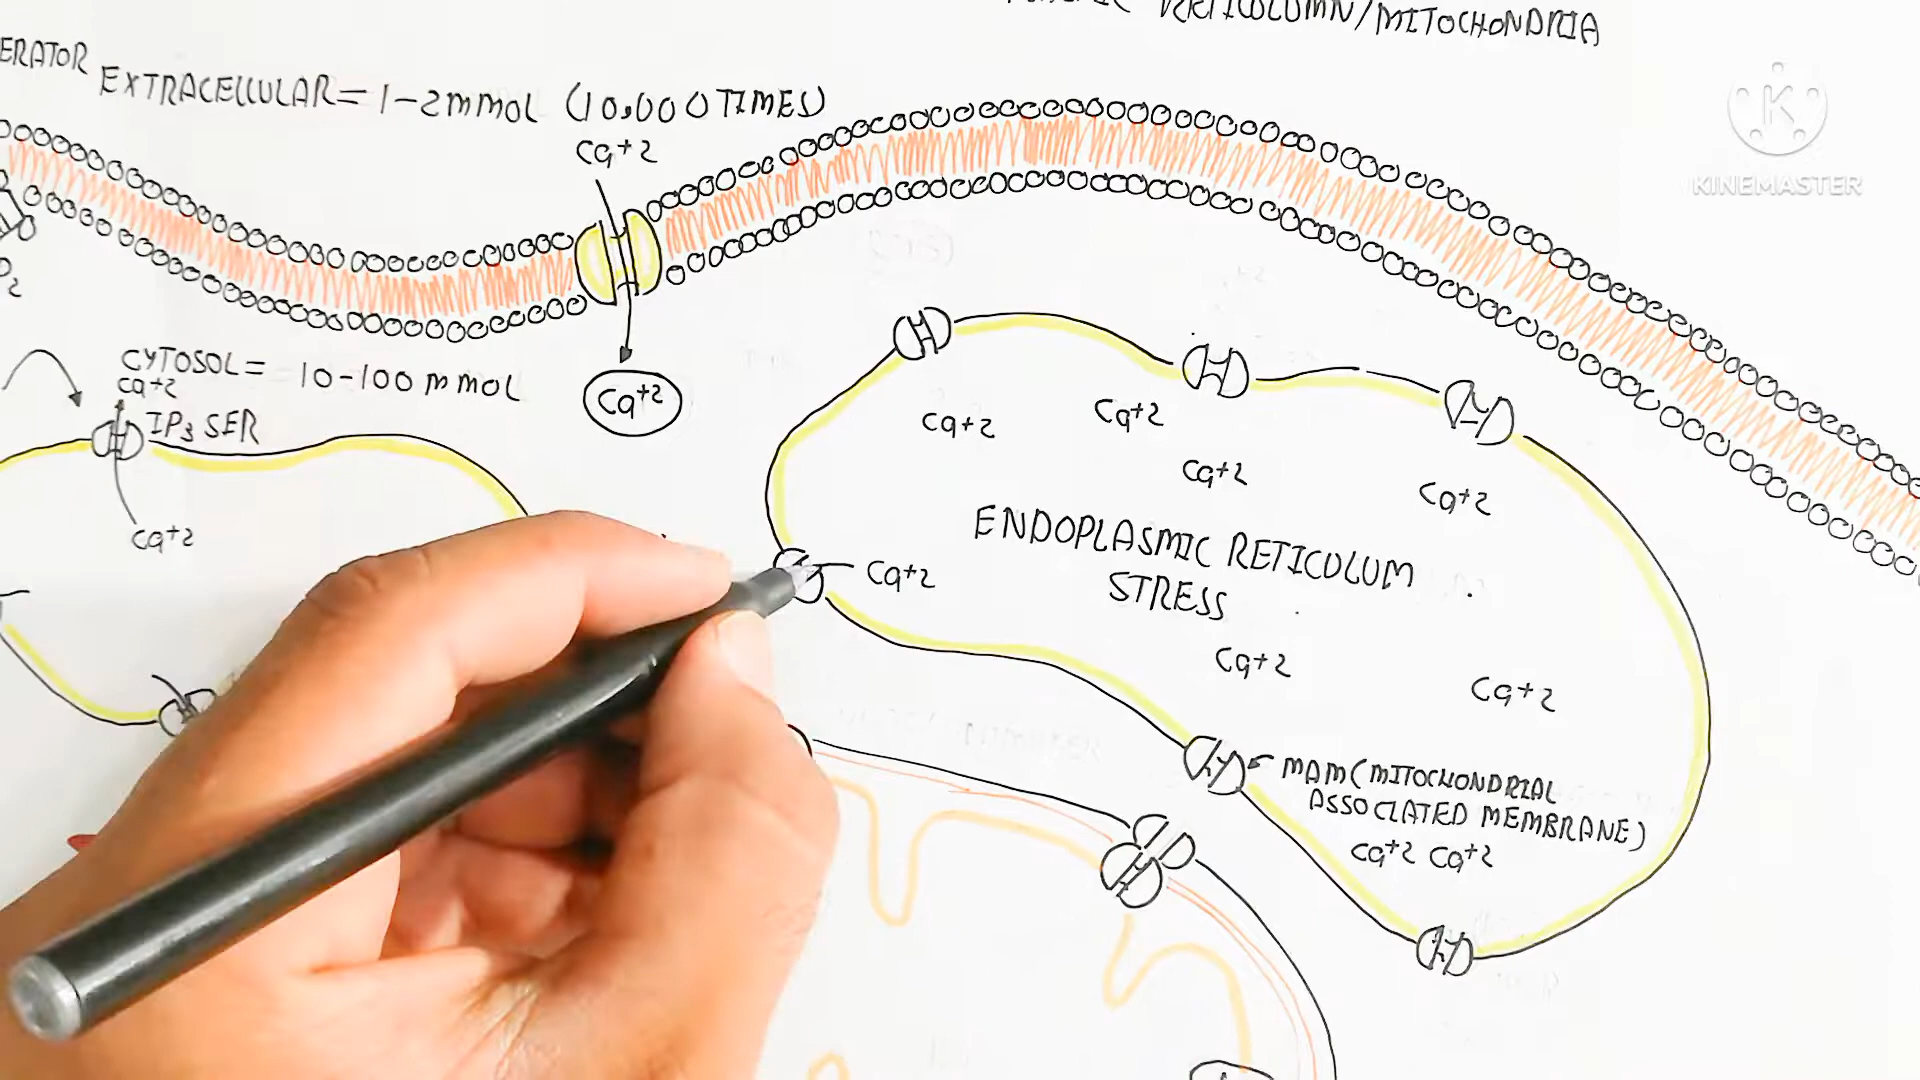 RETICOLUMN/MITOCHONDRIA
ERATOR
EXTRACELLULAR = 1-2mmol (10,000 TIMES)
Ca+2
K
KINEMASTER
CYTOSOL = 10-100 mmol
Ca+2
IP3 SER
Ca+2
Ca+2
Ca+2
Ca+2
Ca+2
Ca+2
ENDOPLASMIC RETICOLUM
STRESS
Ca+2
Ca+2
Ca+2
MAM (MITOCHONDRIAL
ASSOCIATED MEMBRANE)
Ca+2 Ca+2